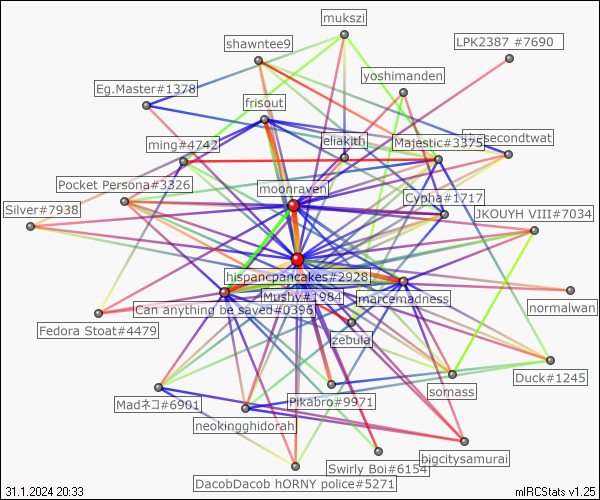 mukszi
shawntee9
LPK2387 #7690
yoshimanden
Eg.Master#1378
frisout
ming#4742
eliakith
Majestic#3375
secondtwat
moonraven
Pocket Persona#3326
Cypha#1717
Silver#7938
JKOUYH VIII#7034
hispancpancakes#2928
Mushy#1984
marcemadness
normalwan
Can anything be saved#0396
Fedora Stoat#4479
zebula
Duck#1245
somass
Madネコ#6901
Pikabro#9971
neokingghidorah
bigcitysamurai
Swirly Boi#6154
DacobDacob hORNY police#5271
31.1.2024 20:33
mIRCStats v1.25